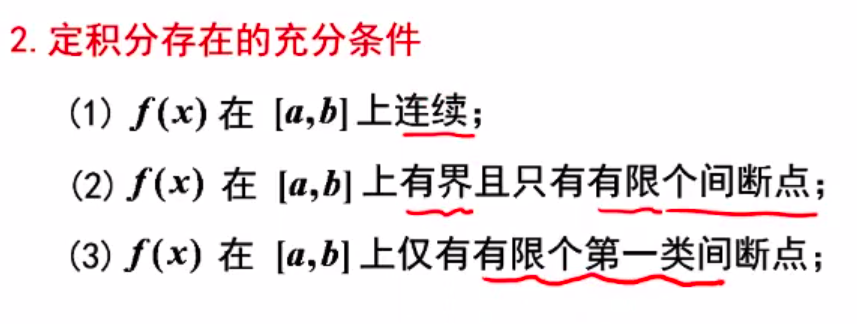 2. 定积分存在的充分条件
(1) f(x) 在 [a,b] 上连续；
(2) f(x) 在 [a,b] 上有界且只有有限个间断点；
(3) f(x) 在 [a,b] 上仅有有限个第一类间断点；